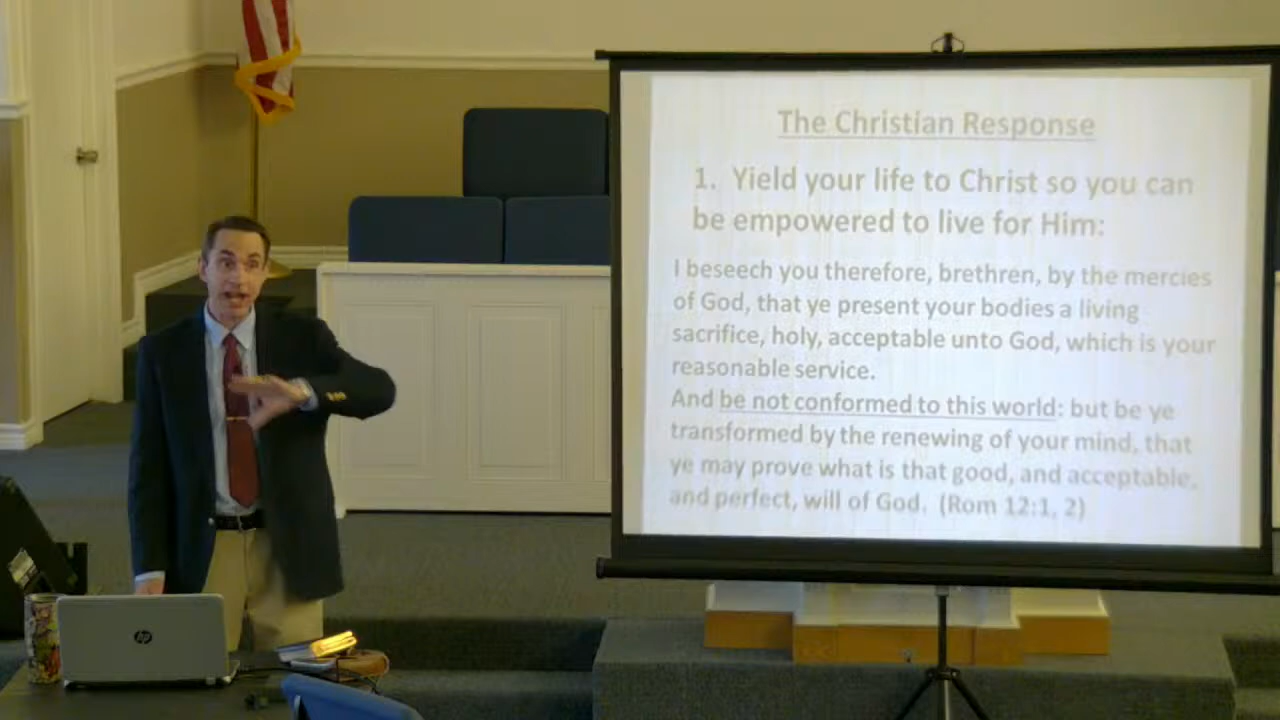 The Christian Response
1. Yield your life to Christ so you can
be empowered to live for Him:
I beseech you therefore, brethren, by the mercies
of God, that ye present your bodies a living
sacrifice, holy, acceptable unto God, which is your
reasonable service.
And be not conformed to this world: but be ye
transformed by the renewing of your mind, that
ye may prove what is that good, and acceptable,
and perfect, will of God. (Rom 12:1, 2)
hp